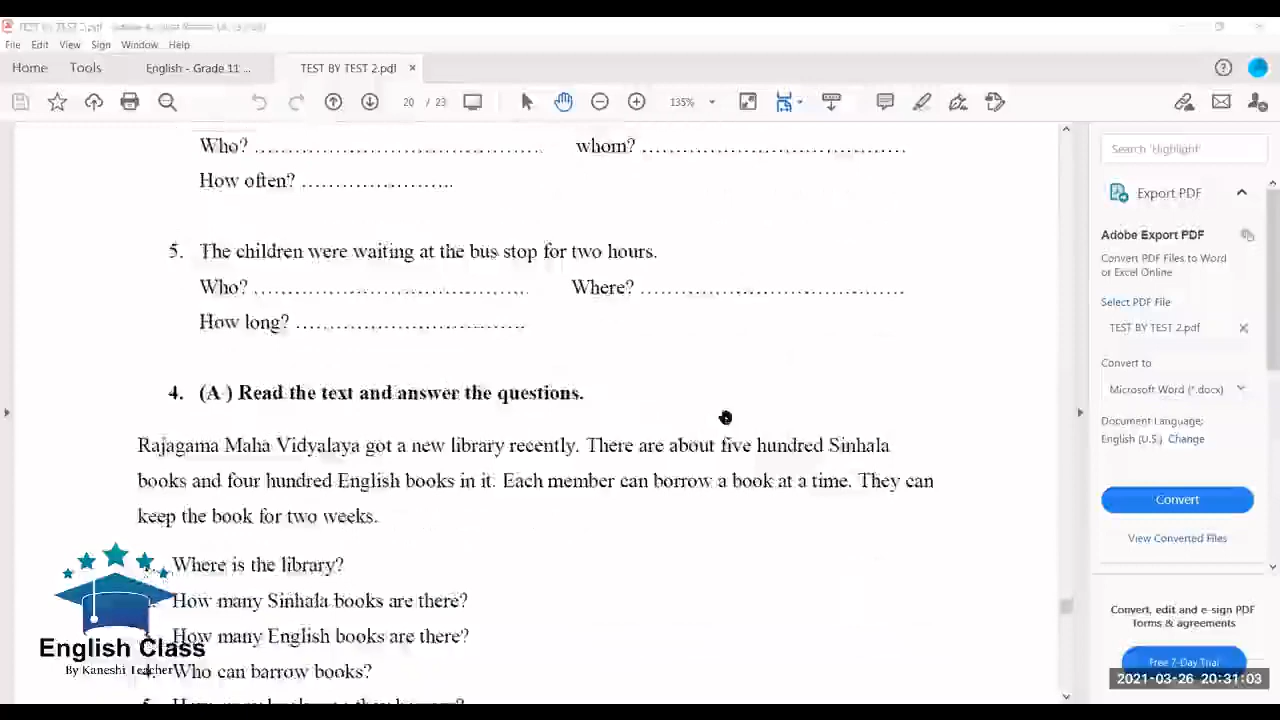 File Edit View Sign Window Help
Home Tools English - Grade 11 ... TEST BY TEST 2.pdf ×
20 / 23 135%
Who? ........................................ whom? ........................................
How often? ........................
5. The children were waiting at the bus stop for two hours.
Who? ........................................ Where? ........................................
How long? ...................................
4. (A ) Read the text and answer the questions.
Rajagama Maha Vidyalaya got a new library recently. There are about five hundred Sinhala
books and four hundred English books in it. Each member can borrow a book at a time. They can
keep the book for two weeks.
Where is the library?
How many Sinhala books are there?
How many English books are there?
Who can barrow books?
English Class
By Kaneshi Teacher
Search 'Highlight'
Export PDF
Adobe Export PDF
Convert PDF Files to Word
or Excel Online
Select PDF File
TEST BY TEST 2.pdf
Convert to
Microsoft Word (*.docx)
Document Language:
English (U.S.) Change
Convert
View Converted Files
Convert, edit and e-sign PDF
Terms & agreements
Free 7-Day Trial
2021-03-26 20:31:03